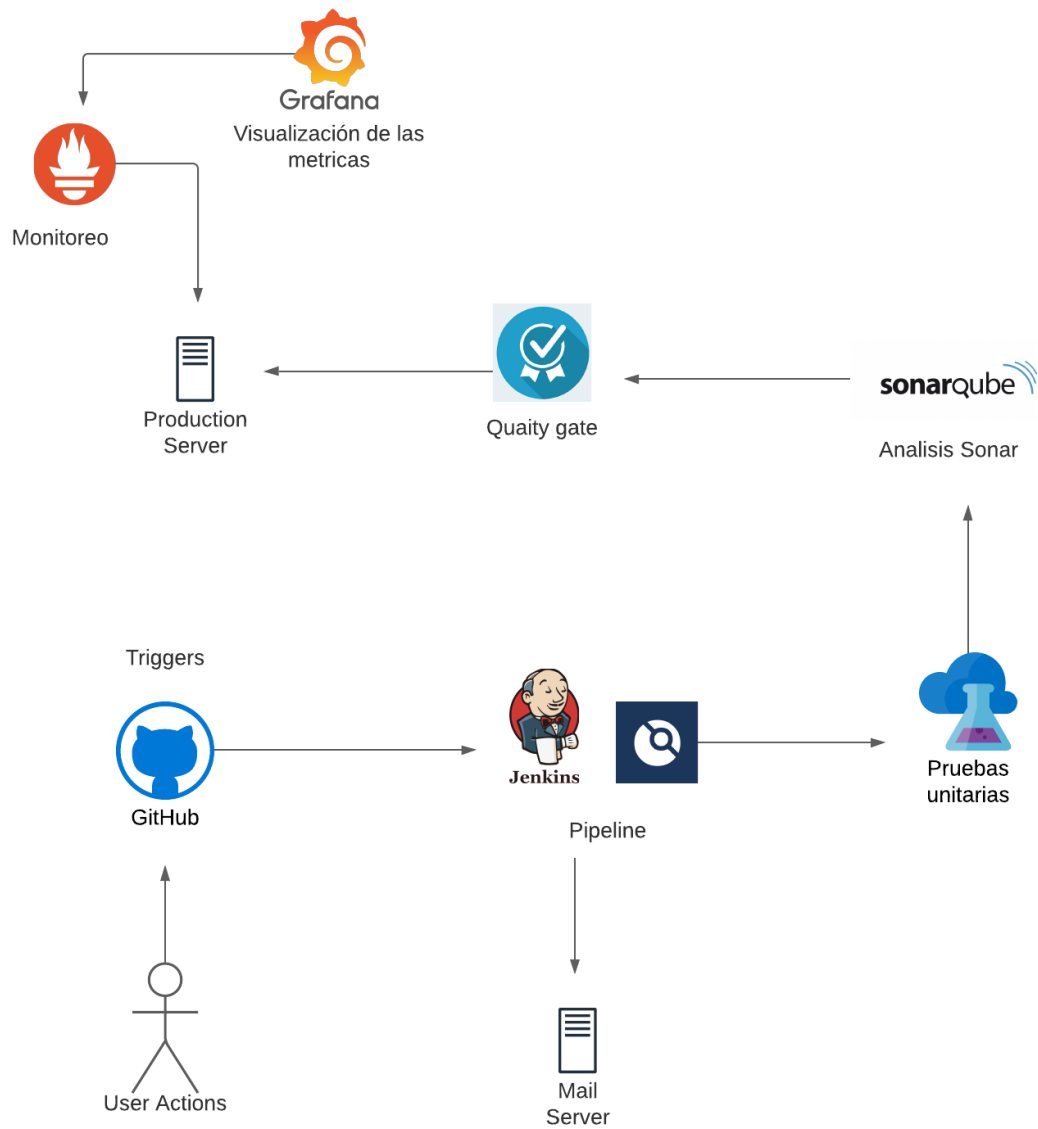 Grafana
Visualización de las
metricas
Monitoreo
Production
Server
Quaity gate
sonarqube
Analisis Sonar
Triggers
GitHub
Jenkins
Pipeline
Pruebas
unitarias
User Actions
Mail
Server